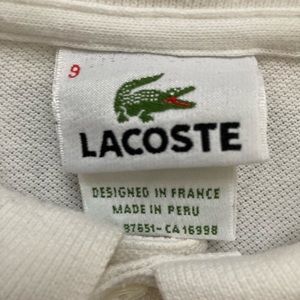 9
LACOSTE
DESIGNED IN FRANCE
MADE IN PERU
87651-CA 16998